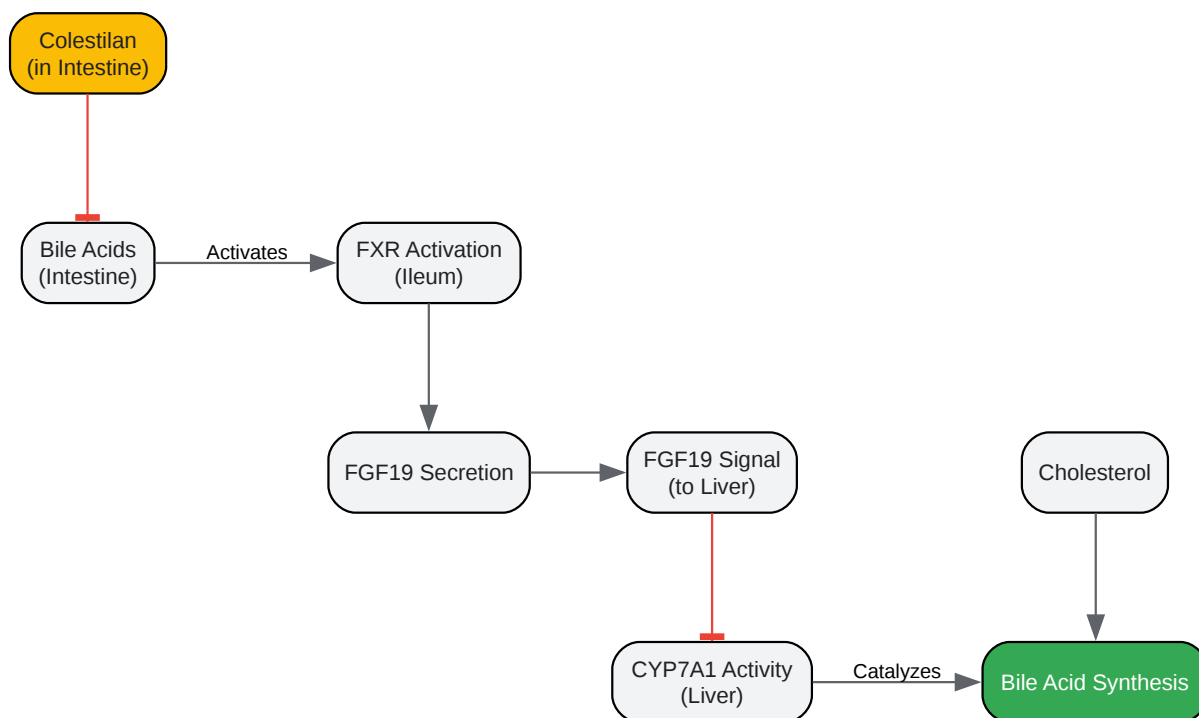 Colestilan
(in Intestine)
Bile Acids
(Intestine)
Activates
FXR Activation
(Ileum)
FGF19 Secretion
FGF19 Signal
(to Liver)
Cholesterol
CYP7A1 Activity
(Liver)
Catalyzes
Bile Acid Synthesis